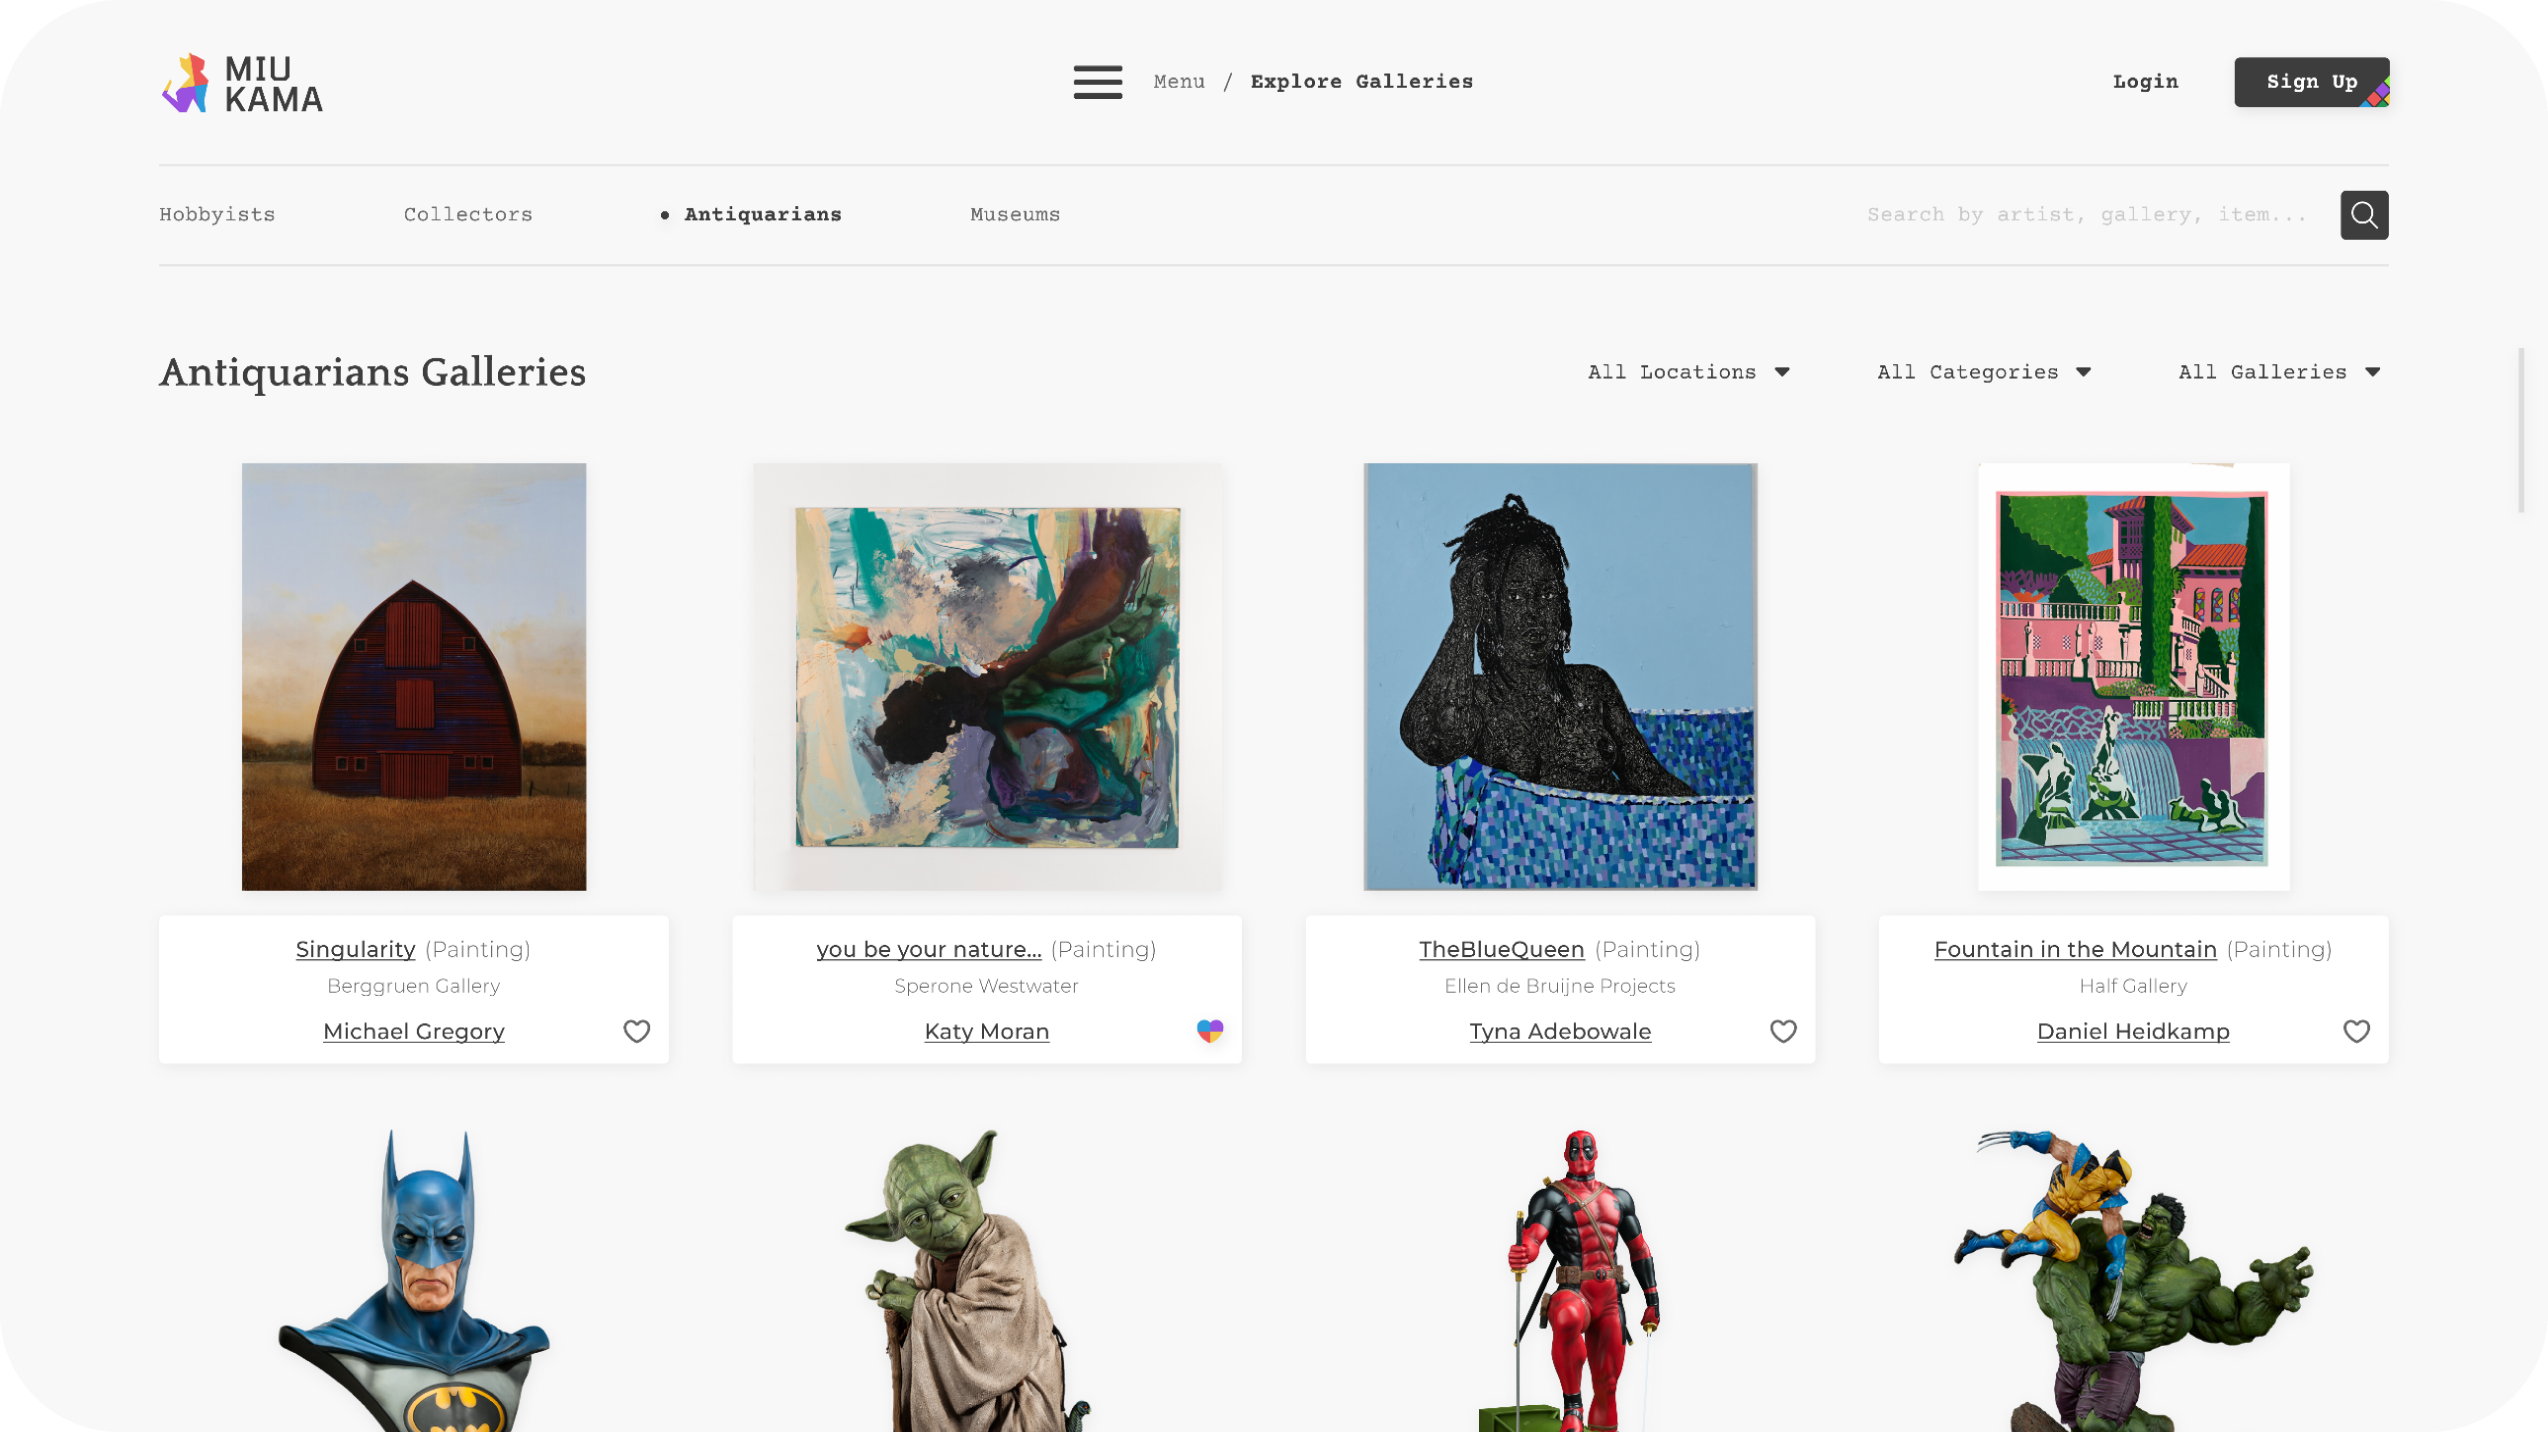 MIU
KAMA
Menu / Explore Galleries
Login
Sign Up
Hobbyists
Collectors
Antiquarians
Museums
Search by artist, gallery, item...
Antiquarians Galleries
All Locations
All Categories
All Galleries
Singularity (Painting)
Berggruen Gallery
Michael Gregory
you be your nature... (Painting)
Sperone Westwater
Katy Moran
TheBlueQueen (Painting)
Ellen de Bruijne Projects
Tyna Adebowale
Fountain in the Mountain (Painting)
Half Gallery
Daniel Heidkamp